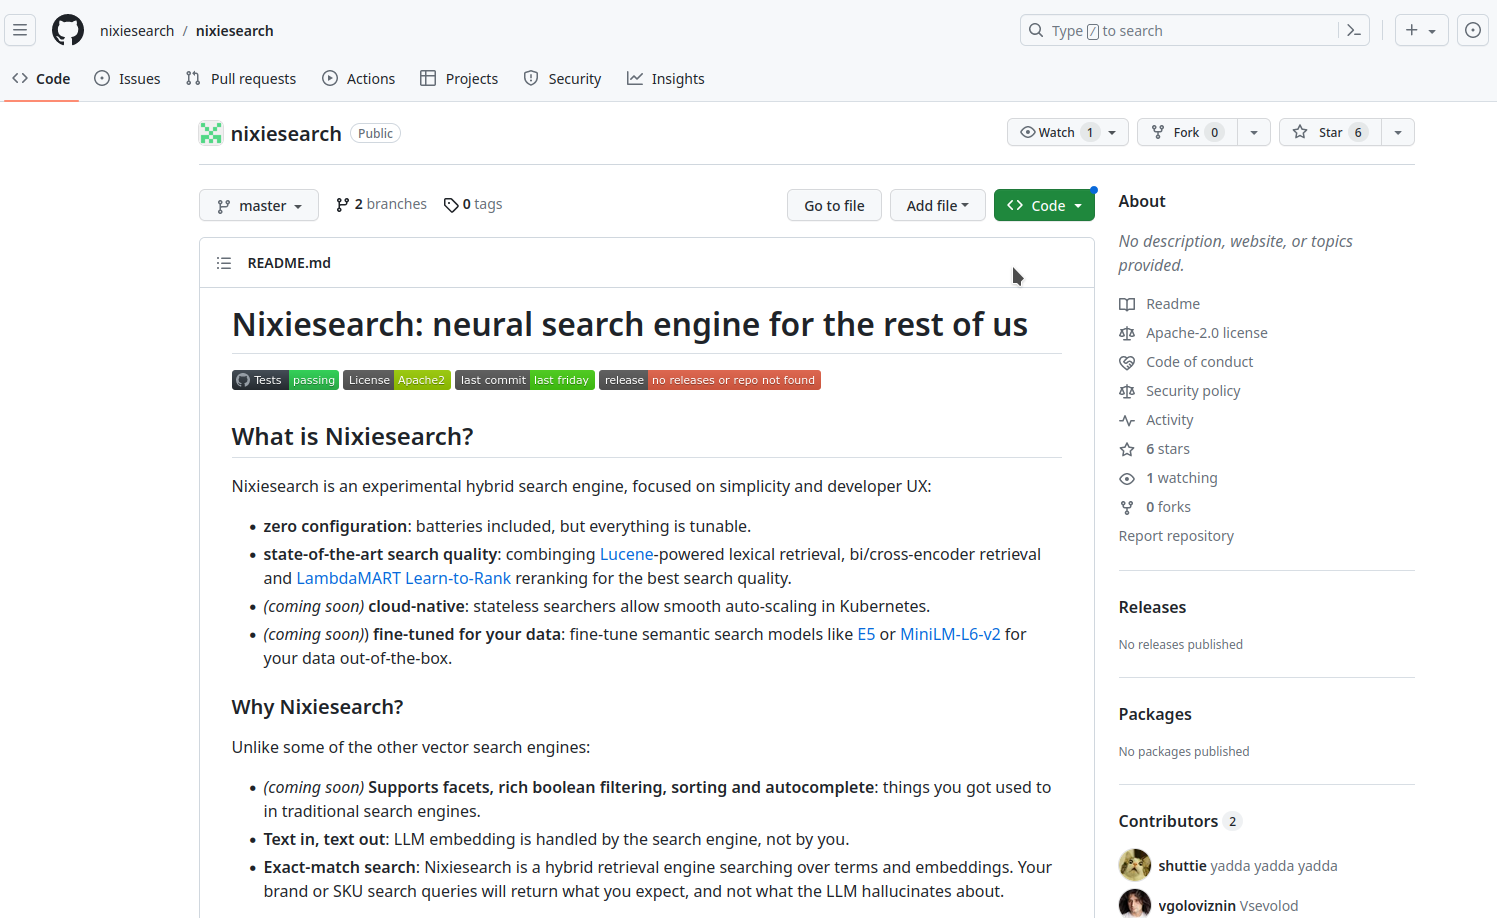 nixiesearch / nixiesearch
Type / to search
Code
Issues
Pull requests
Actions
Projects
Security
Insights
nixiesearch Public
Watch 1
Fork 0
Star 6
master
2 branches
0 tags
Go to file
Add file
Code
README.md
Nixiesearch: neural search engine for the rest of us
Tests passing
License Apache2
last commit last friday
release no releases or repo not found
What is Nixiesearch?
Nixiesearch is an experimental hybrid search engine, focused on simplicity and developer UX:
• zero configuration: batteries included, but everything is tunable.
• state-of-the-art search quality: combining Lucene-powered lexical retrieval, bi/cross-encoder retrieval
and LambdaMART Learn-to-Rank reranking for the best search quality.
• (coming soon) cloud-native: stateless searchers allow smooth auto-scaling in Kubernetes.
• (coming soon)) fine-tuned for your data: fine-tune semantic search models like E5 or MiniLM-L6-v2 for
your data out-of-the-box.
Why Nixiesearch?
Unlike some of the other vector search engines:
• (coming soon) Supports facets, rich boolean filtering, sorting and autocomplete: things you got used to
in traditional search engines.
• Text in, text out: LLM embedding is handled by the search engine, not by you.
• Exact-match search: Nixiesearch is a hybrid retrieval engine searching over terms and embeddings. Your
brand or SKU search queries will return what you expect, and not what the LLM hallucinates about.
About
No description, website, or topics
provided.
Readme
Apache-2.0 license
Code of conduct
Security policy
Activity
6 stars
1 watching
0 forks
Report repository
Releases
No releases published
Packages
No packages published
Contributors 2
shuttie yadda yadda yadda
vgoloviznin Vsevolod